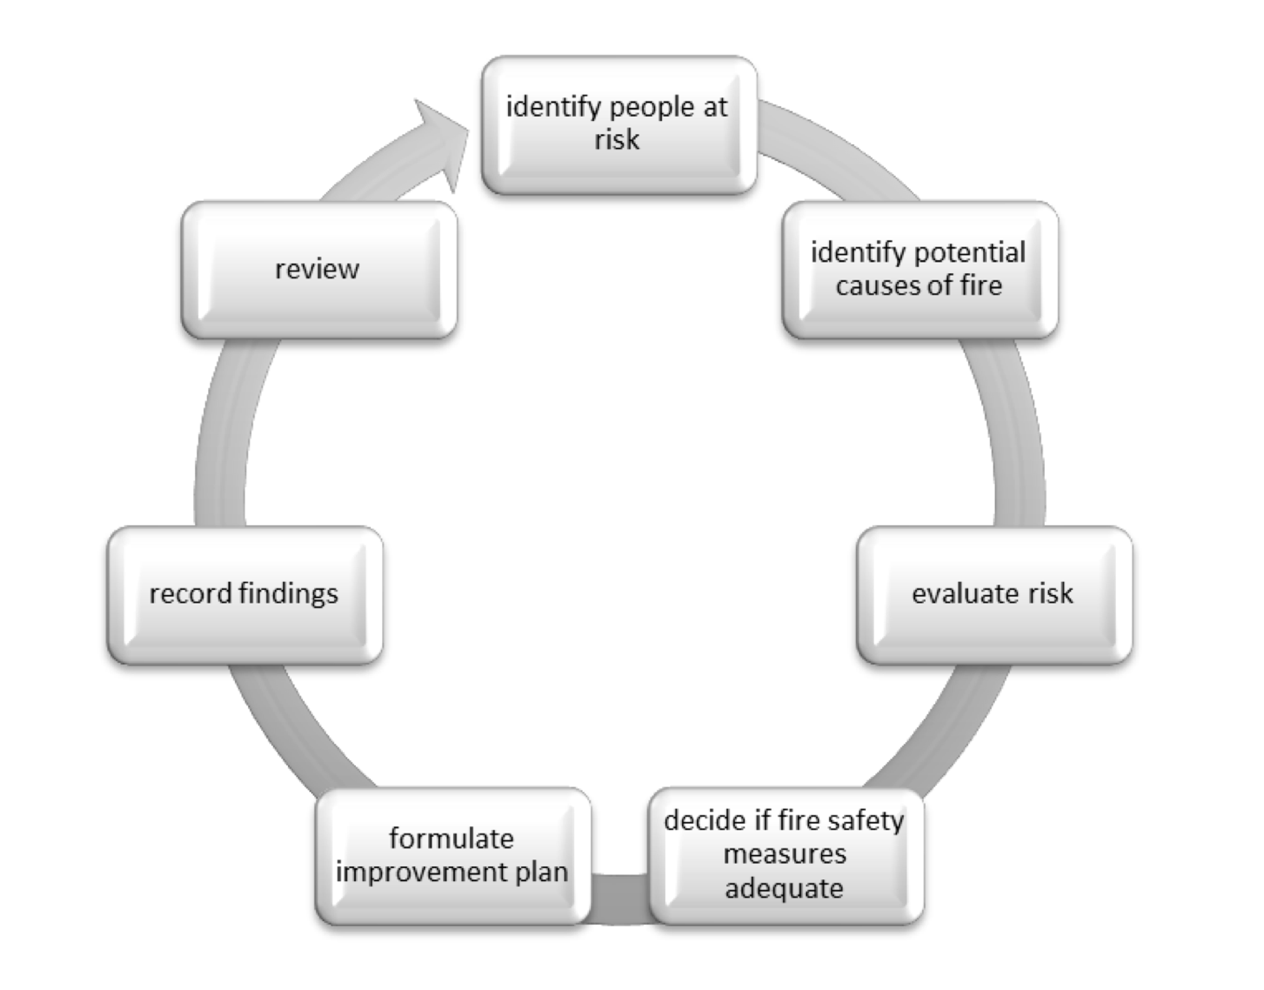 identify people at
risk
identify potential
causes of fire
evaluate risk
decide if fire safety
measures
adequate
formulate
improvement plan
record findings
review